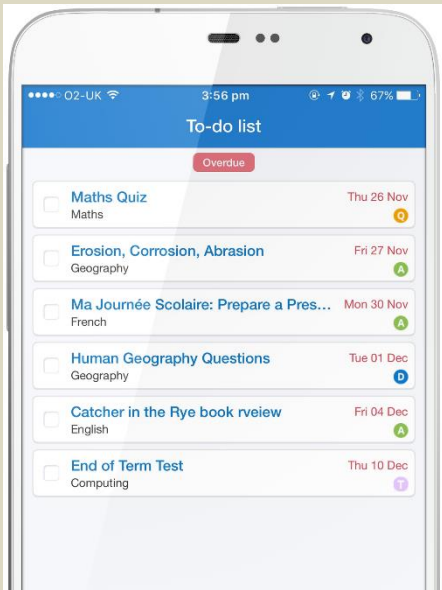 O2-UK 3:56 pm 67%
To-do list
Overdue
Maths Quiz Thu 26 Nov
Maths Q
Erosion, Corrosion, Abrasion Fri 27 Nov
Geography A
Ma Journée Scolaire: Prepare a Pres... Mon 30 Nov
French A
Human Geography Questions Tue 01 Dec
Geography D
Catcher in the Rye book rveiew Fri 04 Dec
English A
End of Term Test Thu 10 Dec
Computing T